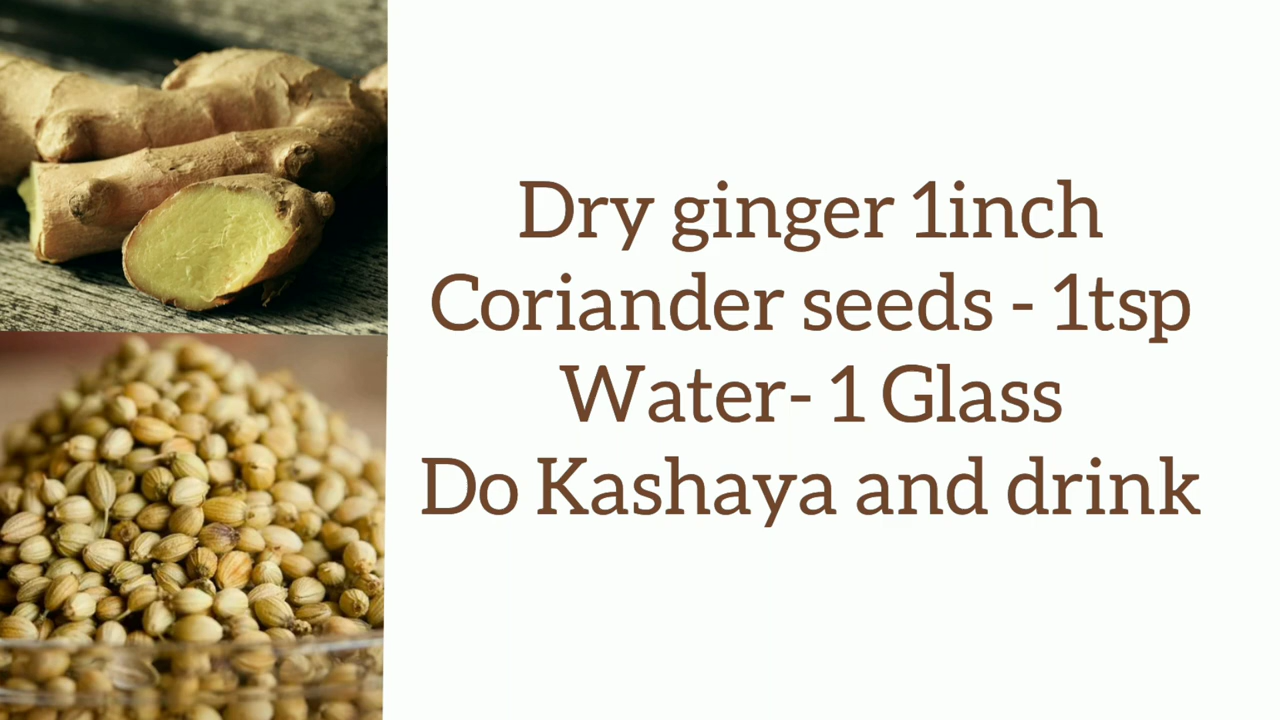 Dry ginger 1inch
Coriander seeds - 1tsp
Water- 1 Glass
Do Kashaya and drink